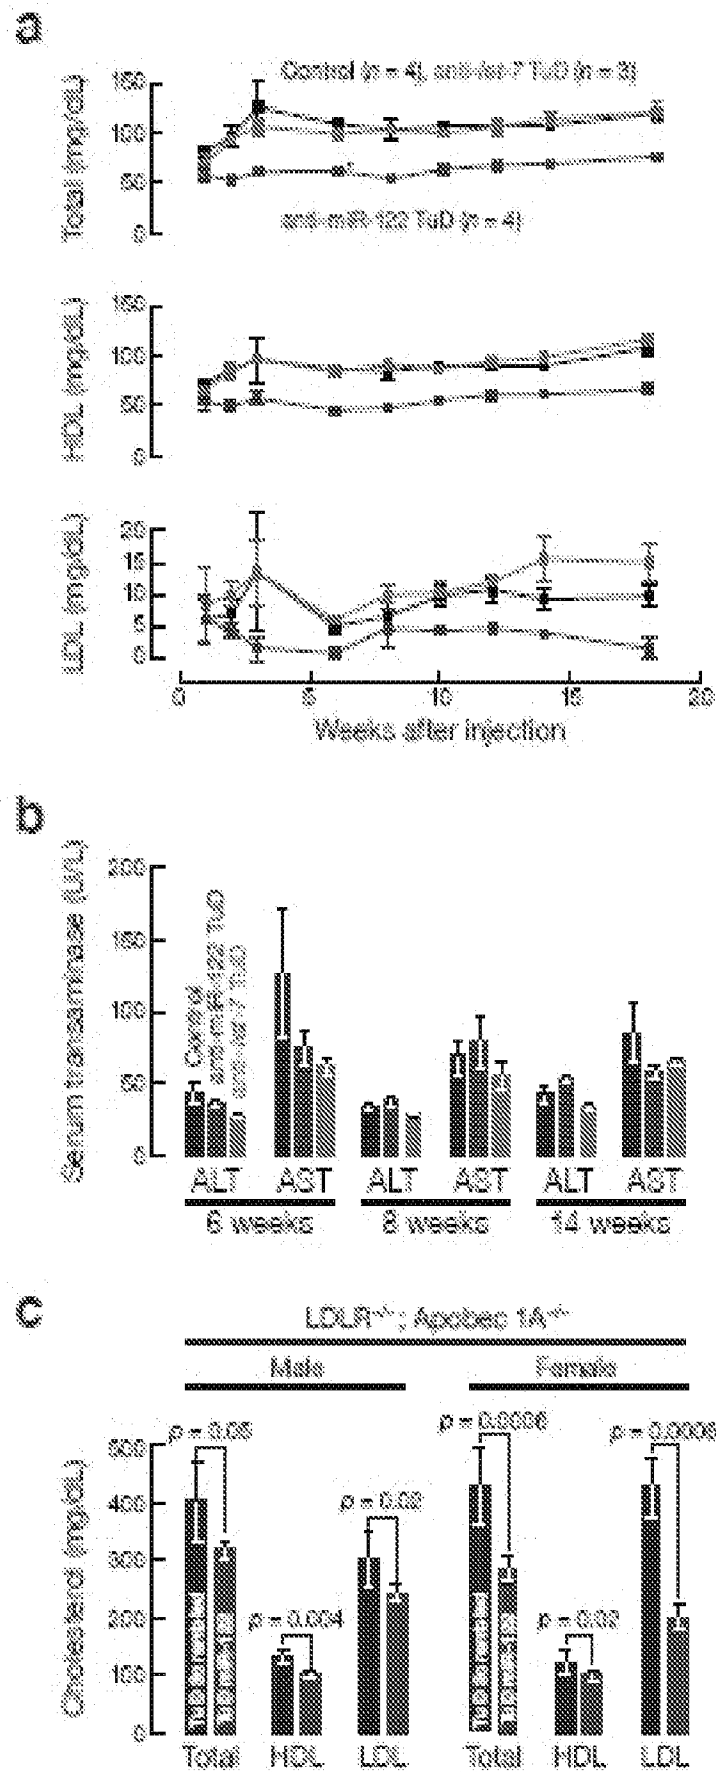 a
Total (mg/dL)
150
100
50
0
Control (n = 4), anti-let-7 TuD (n = 3)
anti-miR-122 TuD (n = 4)
HDL (mg/dL)
150
100
50
0
LDL (mg/dL)
20
15
10
5
0
0 5 10 15 20
Weeks after injection
b
Serum transaminase (U/L)
200
150
100
50
0
Control
anti-miR-122 TuD
anti-let-7 TuD
ALT AST ALT AST ALT AST
6 weeks 8 weeks 14 weeks
c
LDLR-/-; Apobec 1A-/-
Male Female
Cholesterol (mg/dL)
500
400
300
200
100
0
p = 0.05
p = 0.004
p = 0.02
p = 0.0006
p = 0.02
p = 0.0006
Total HDL LDL Total HDL LDL